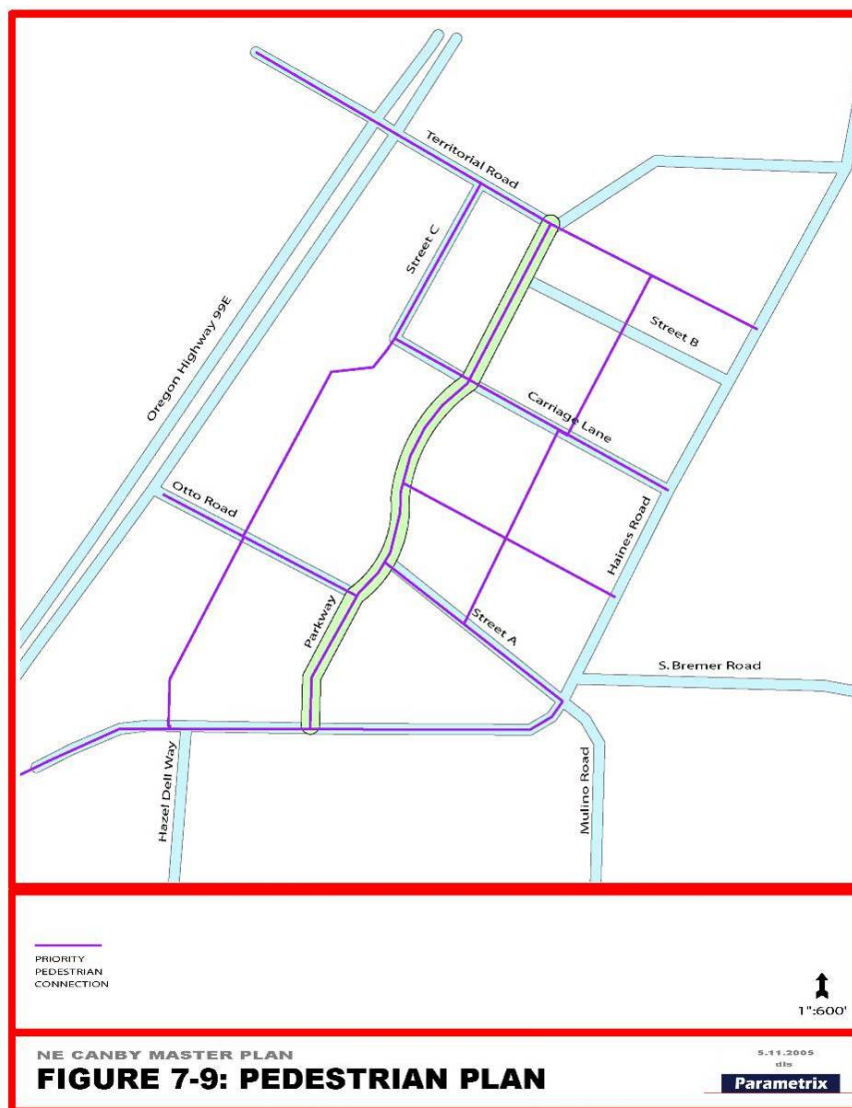 Territorial Road
Street C
Oregon Highway 99E
Street B
Carriage Lane
Otto Road
Haines Road
Parkway
Street A
S. Bremer Road
Hazel Dell Way
Mulino Road
PRIORITY
PEDESTRIAN
CONNECTION
1":600'
NE CANBY MASTER PLAN
FIGURE 7-9: PEDESTRIAN PLAN
5.11.2005
dls
Parametrix